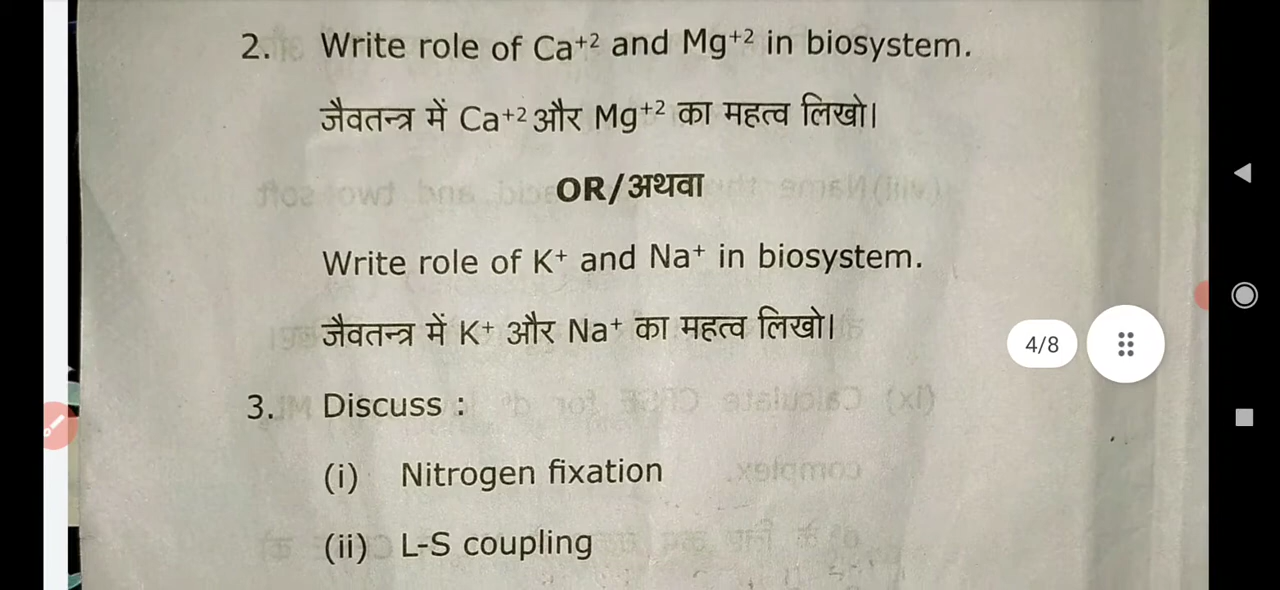 2. Write role of Ca+2 and Mg+2 in biosystem.
जैवतन्त्र में Ca+2 और Mg+2 का महत्व लिखो।
OR/अथवा
Write role of K+ and Na+ in biosystem.
जैवतन्त्र में K+ और Na+ का महत्व लिखो।
4/8
3. Discuss :
(i) Nitrogen fixation
(ii) L-S coupling